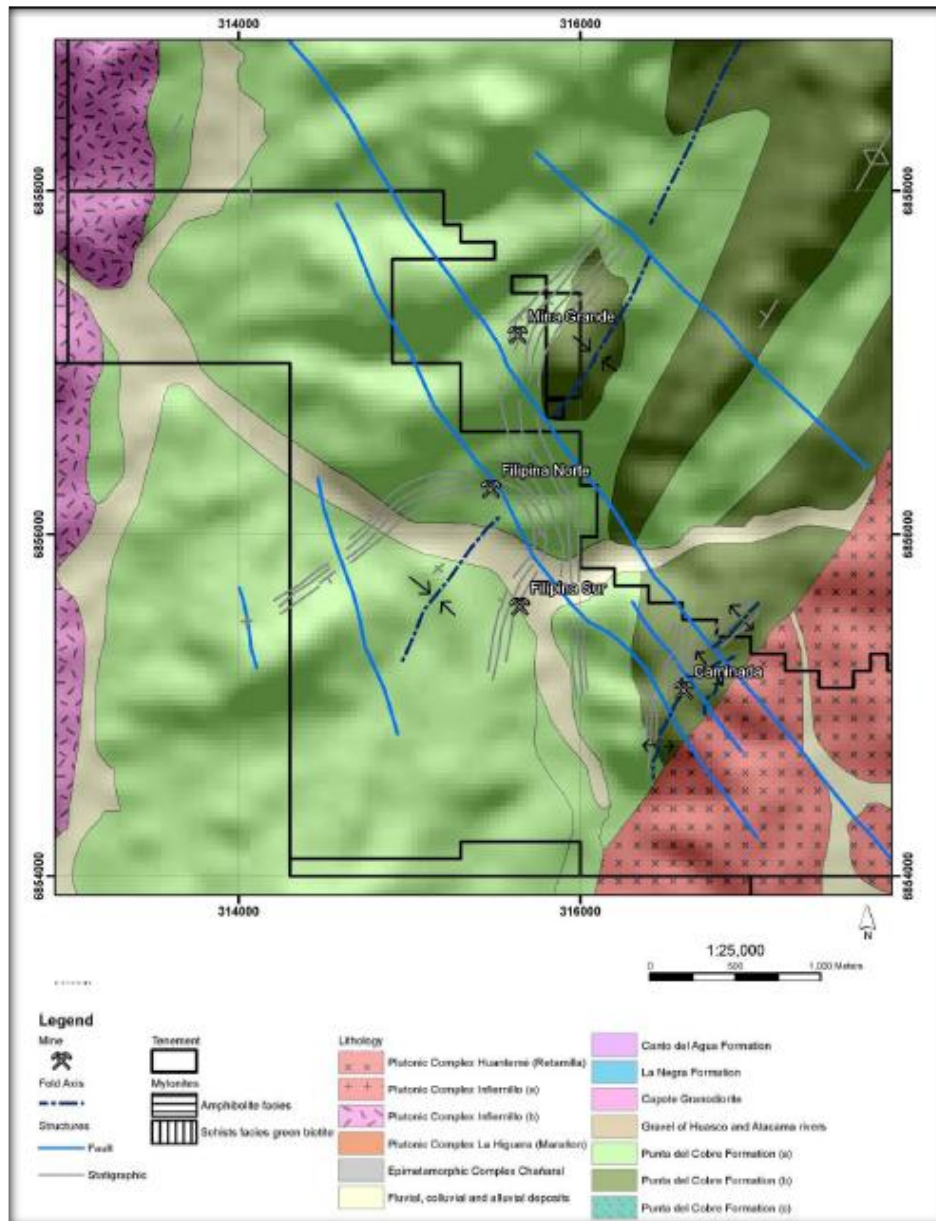 314000 316000
6858000 6858000
Mina Grande
Filipina Norte
6856000 6856000
Filipina Sur
Caminada
6854000 6854000
314000 316000
N
1:25,000
0 500 1,000 Meters
Legend
Mine
Fold Axis
Structures
Fault
Stratigraphic
Tenement
Mylonites
Amphibolite facies
Schists facies green biotite
Lithology
Plutonic Complex Huantemé (Retamilla)
Plutonic Complex Infiernillo (a)
Plutonic Complex Infiernillo (b)
Plutonic Complex La Higuera (Marañon)
Epimetamorphic Complex Chañaral
Fluvial, colluvial and alluvial deposits
Canto del Agua Formation
La Negra Formation
Capote Granodiorite
Gravel of Huasco and Atacama rivers
Punta del Cobre Formation (a)
Punta del Cobre Formation (b)
Punta del Cobre Formation (c)